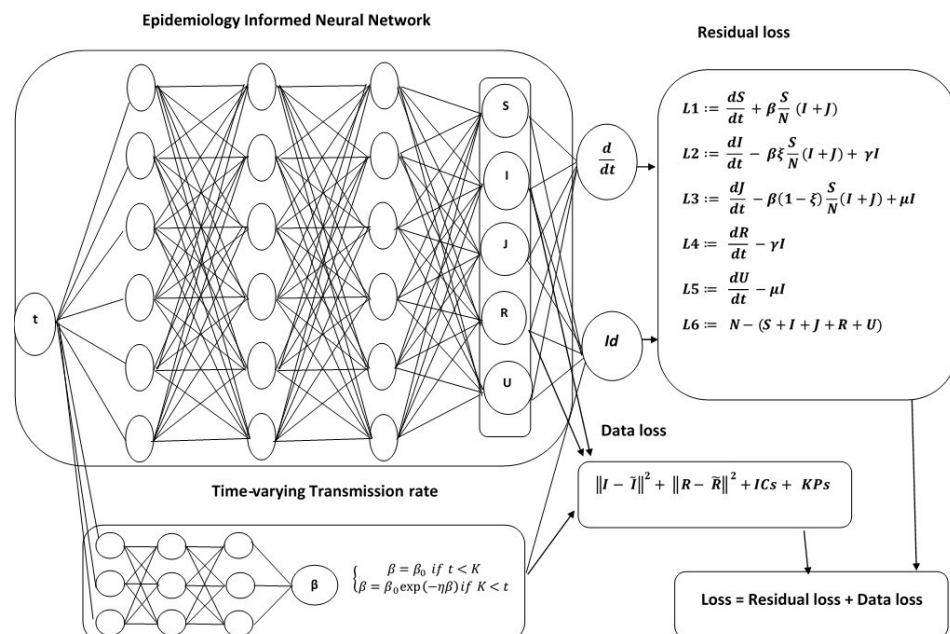 Epidemiology Informed Neural Network
Residual loss
t
S
I
J
R
U
d/dt
Id
L1 := dS/dt + β S/N (I + J)
L2 := dI/dt − βξ S/N (I + J) + γI
L3 := dJ/dt − β(1 − ξ) S/N (I + J) + μI
L4 := dR/dt − γI
L5 := dU/dt − μI
L6 := N − (S + I + J + R + U)
Data loss
‖I − Ĩ‖² + ‖R − R̃‖² + ICs + KPs
Time-varying Transmission rate
β
{ β = β₀ if t < K
β = β₀ exp(−ηβ) if K < t
Loss = Residual loss + Data loss